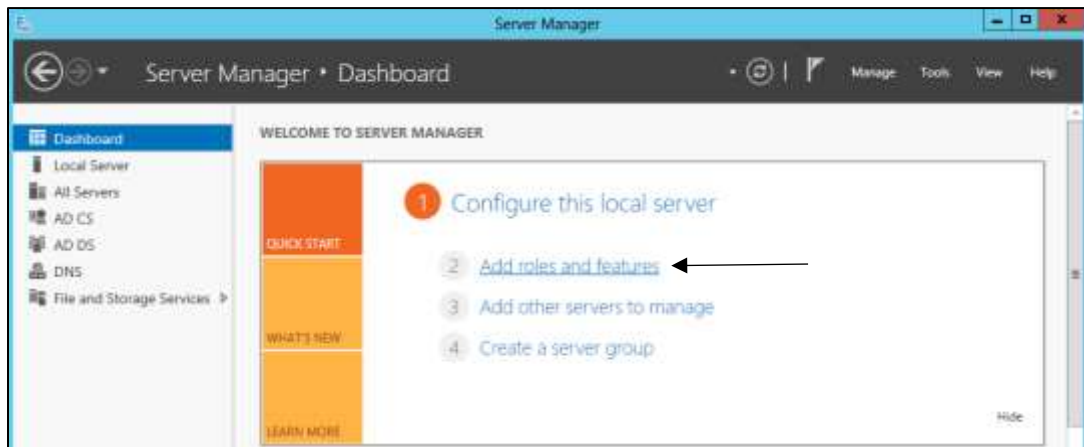 Server Manager
Server Manager • Dashboard
Manage Tools View Help
Dashboard
Local Server
All Servers
AD CS
AD DS
DNS
File and Storage Services
WELCOME TO SERVER MANAGER
QUICK START
WHAT'S NEW
LEARN MORE
1 Configure this local server
2 Add roles and features
3 Add other servers to manage
4 Create a server group
Hide